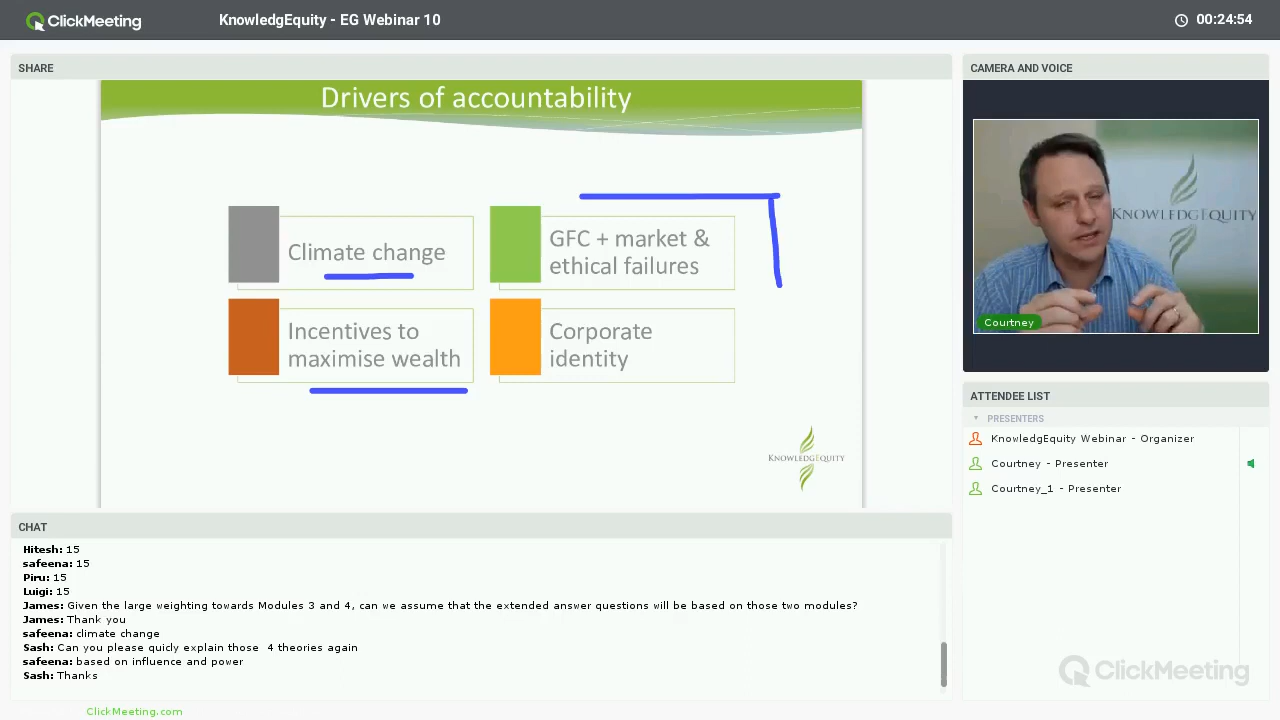 ClickMeeting
KnowledgEquity - EG Webinar 10
00:24:54
SHARE
Drivers of accountability
Climate change
GFC + market &
ethical failures
Incentives to
maximise wealth
Corporate
identity
KNOWLEDGEQUITY
CAMERA AND VOICE
KNOWLEDGEQUITY
Courtney
ATTENDEE LIST
PRESENTERS
KnowledgEquity Webinar - Organizer
Courtney - Presenter
Courtney_1 - Presenter
CHAT
Hitesh: 15
safeena: 15
Piru: 15
Luigi: 15
James: Given the large weighting towards Modules 3 and 4, can we assume that the extended answer questions will be based on those two modules?
James: Thank you
safeena: climate change
Sash: Can you please quicly explain those 4 theories again
safeena: based on influence and power
Sash: Thanks
ClickMeeting
ClickMeeting.com